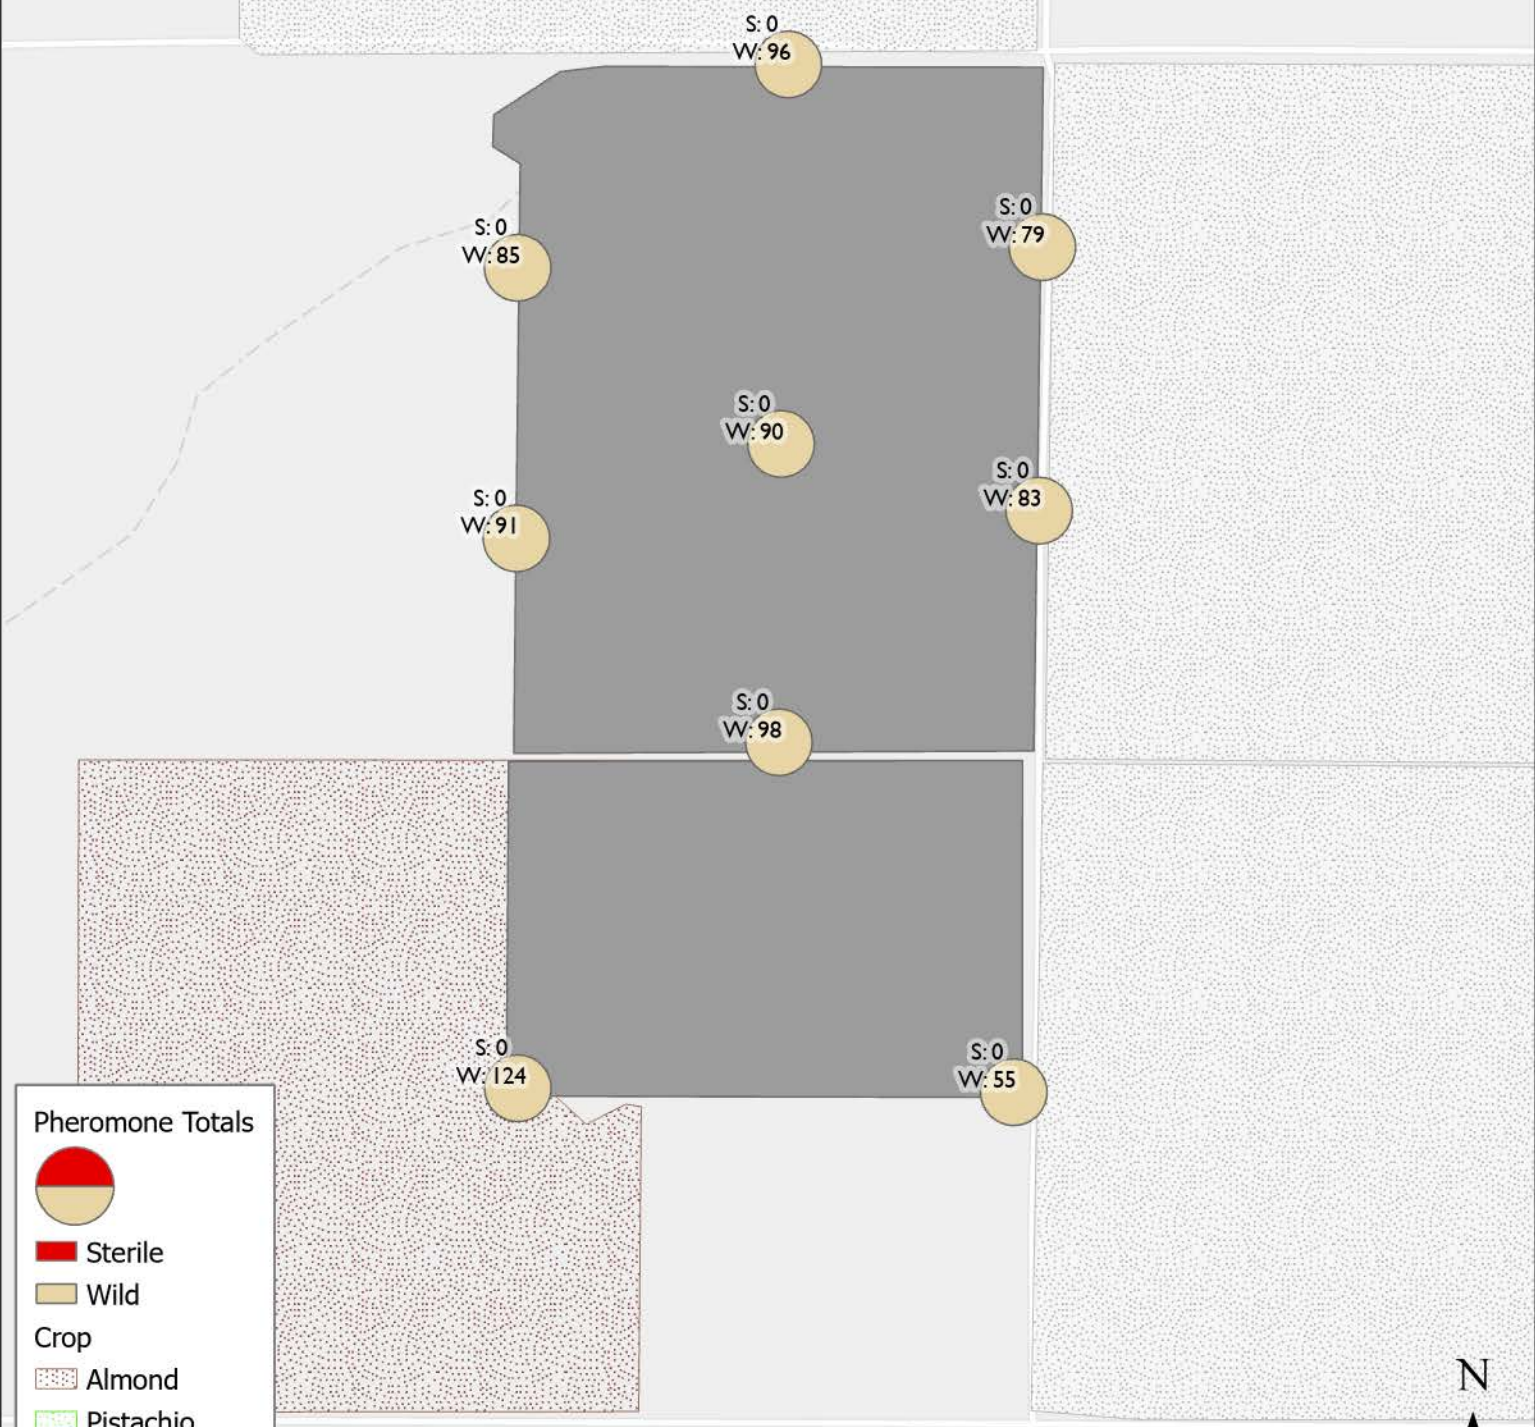 S: 0
W: 96
S: 0
W: 79
S: 0
W: 85
S: 0
W: 90
S: 0
W: 83
S: 0
W: 91
S: 0
W: 98
S: 0
W: 124
S: 0
W: 55
Pheromone Totals
Sterile
Wild
Crop
Almond
Pistachio
N